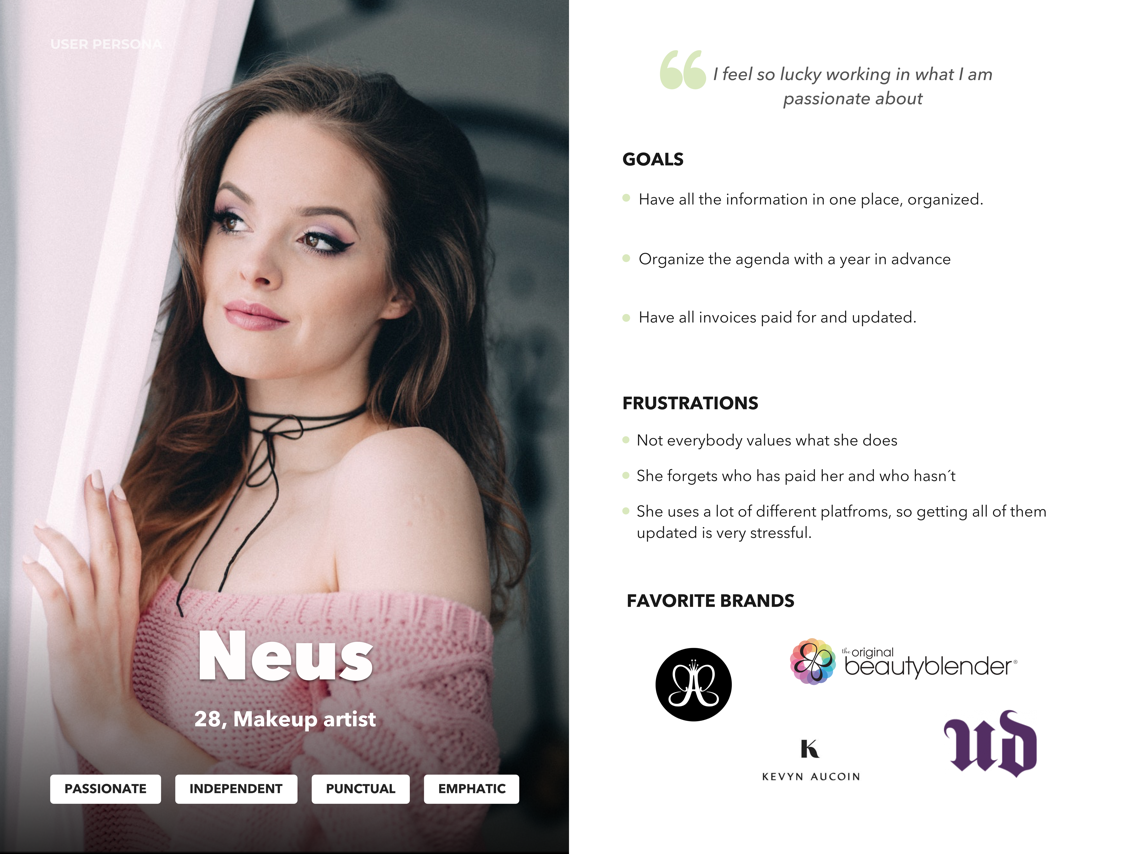 USER PERSONA
Neus
28, Makeup artist
PASSIONATE
INDEPENDENT
PUNCTUAL
EMPHATIC
“I feel so lucky working in what I am
passionate about
GOALS
Have all the information in one place, organized.
Organize the agenda with a year in advance
Have all invoices paid for and updated.
FRUSTRATIONS
Not everybody values what she does
She forgets who has paid her and who hasn´t
She uses a lot of different platfroms, so getting all of them
updated is very stressful.
FAVORITE BRANDS
the original
beautyblender®
K
KEVYN AUCOIN
ud